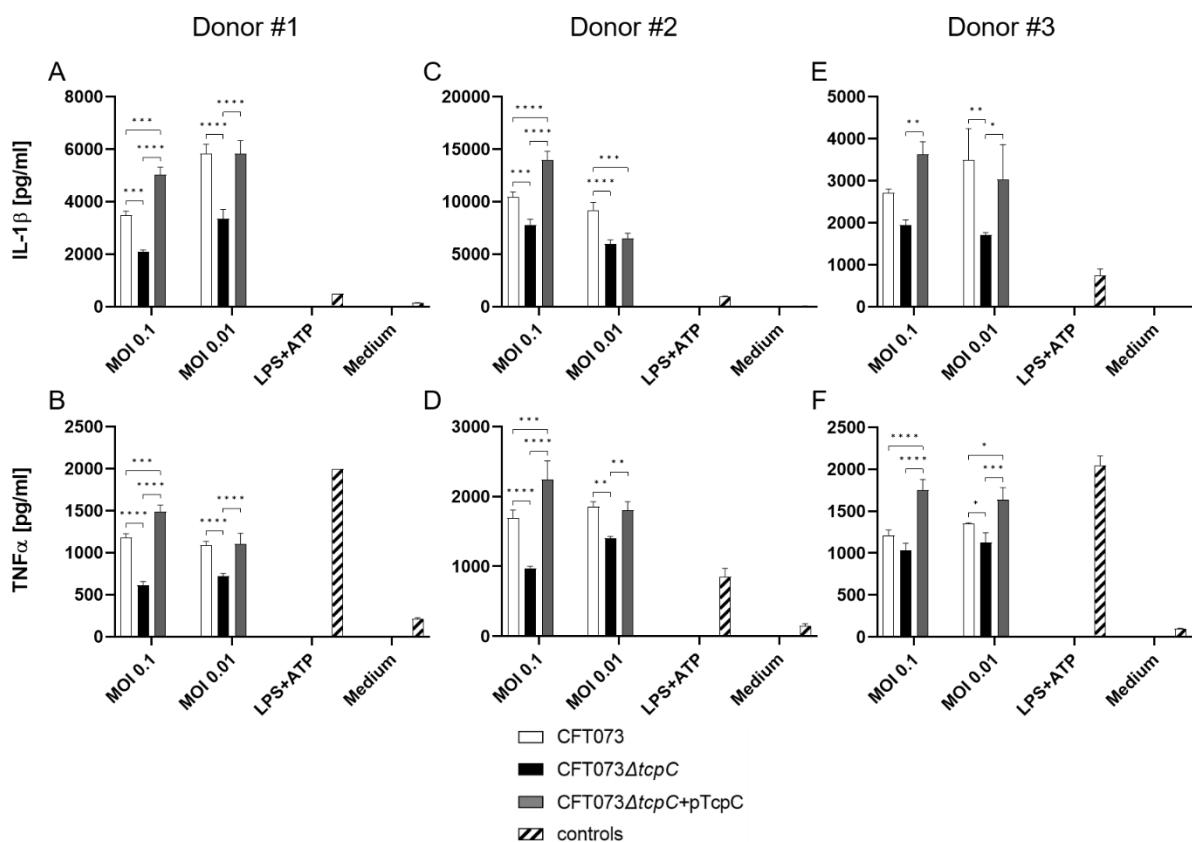 Donor #1
Donor #2
Donor #3
A
C
E
IL-1β [pg/ml]
8000
6000
4000
2000
0
***
****
***
****
****
MOI 0.1
MOI 0.01
LPS+ATP
Medium
20000
15000
10000
5000
0
****
****
***
***
****
MOI 0.1
MOI 0.01
LPS+ATP
Medium
5000
4000
3000
2000
1000
0
**
**
*
MOI 0.1
MOI 0.01
LPS+ATP
Medium
B
D
F
TNFα [pg/ml]
2500
2000
1500
1000
500
0
***
****
****
****
****
MOI 0.1
MOI 0.01
LPS+ATP
Medium
3000
2000
1000
0
***
****
****
**
**
MOI 0.1
MOI 0.01
LPS+ATP
Medium
2500
2000
1500
1000
500
0
****
****
*
***
*
MOI 0.1
MOI 0.01
LPS+ATP
Medium
CFT073
CFT073ΔtcpC
CFT073ΔtcpC+pTcpC
controls